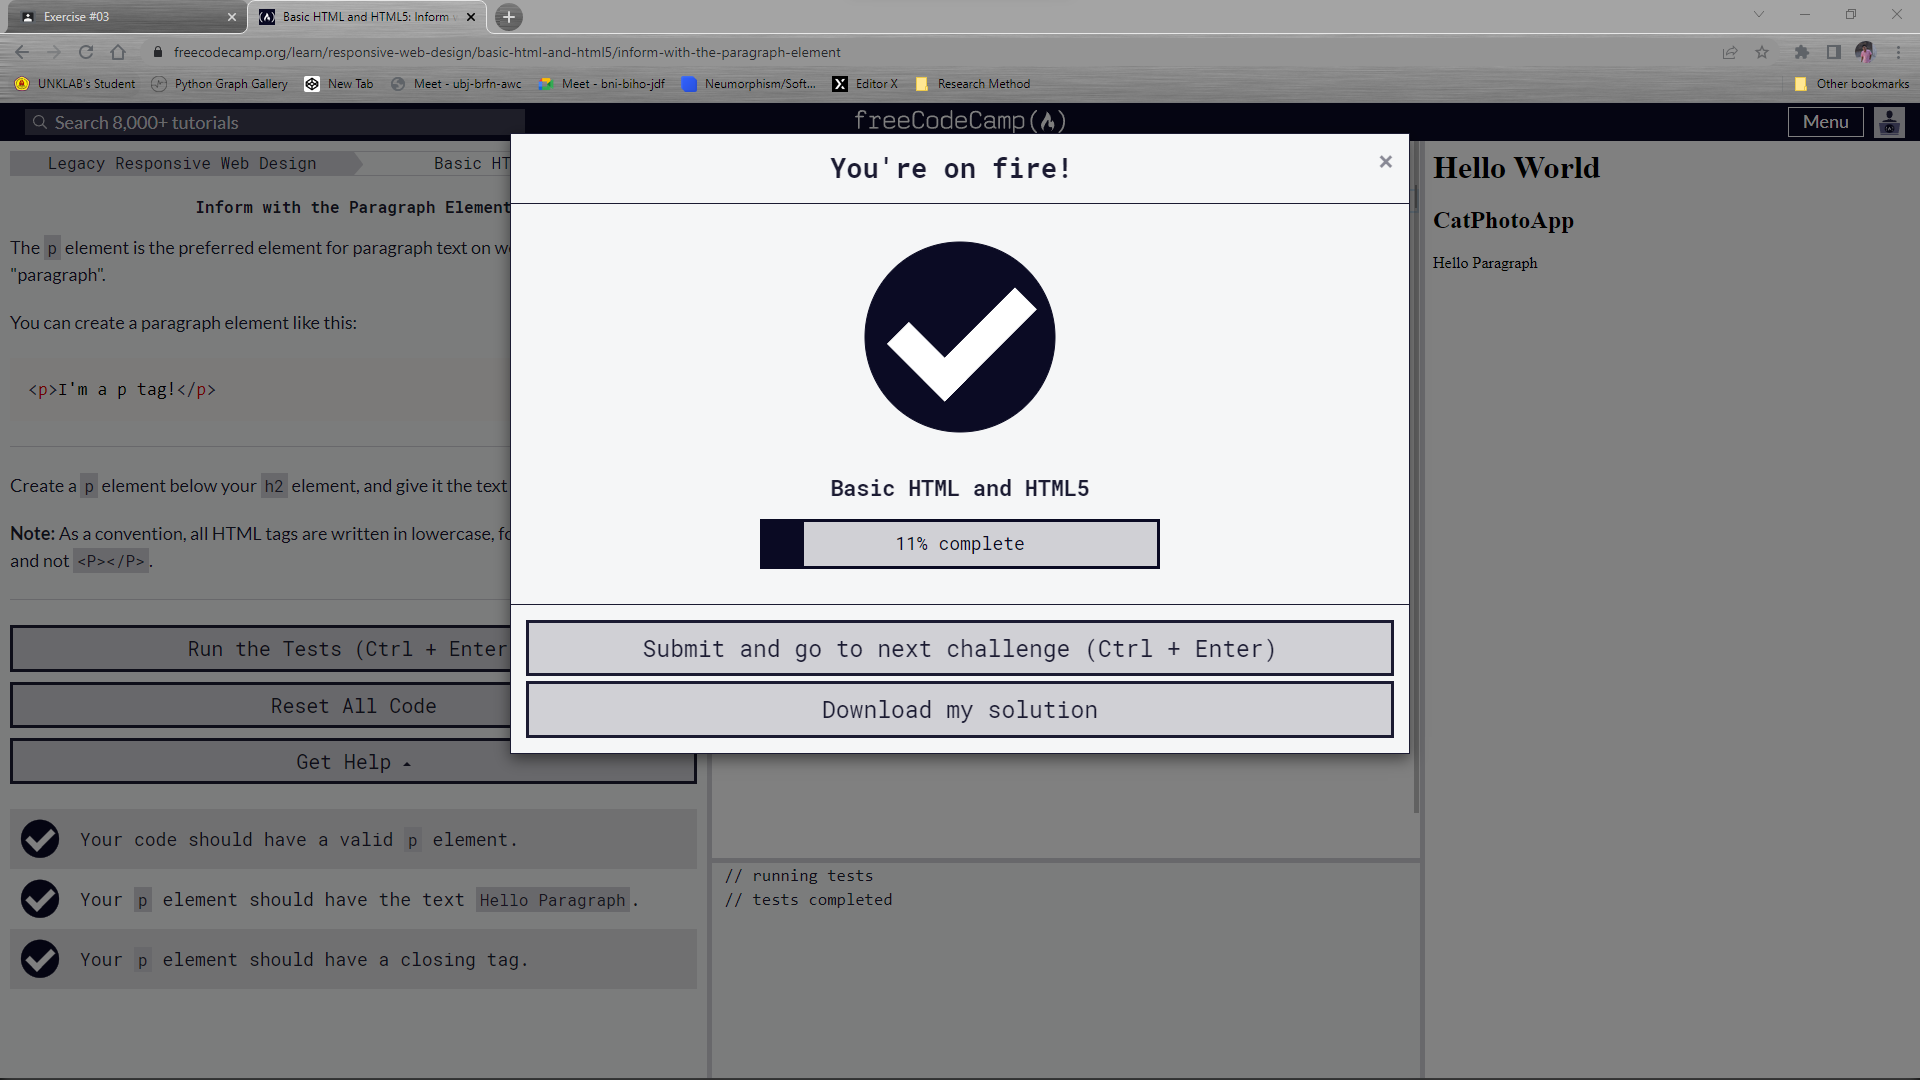 Exercise #03
Basic HTML and HTML5: Inform
freecodecamp.org/learn/responsive-web-design/basic-html-and-html5/inform-with-the-paragraph-element
UNKLAB's Student
Python Graph Gallery
New Tab
Meet - ubj-brfn-awc
Meet - bni-biho-jdf
Neumorphism/Soft...
Editor X
Research Method
Other bookmarks
Search 8,000+ tutorials
freeCodeCamp
Menu
Legacy Responsive Web Design
Basic HT
Inform with the Paragraph Element
The p element is the preferred element for paragraph text on w
"paragraph".
You can create a paragraph element like this:
<p>I'm a p tag!</p>
Create a p element below your h2 element, and give it the text
Note: As a convention, all HTML tags are written in lowercase, fo
and not <P></P>.
Run the Tests (Ctrl + Enter
Reset All Code
Get Help
Your code should have a valid p element.
Your p element should have the text Hello Paragraph.
Your p element should have a closing tag.
You're on fire!
×
Basic HTML and HTML5
11% complete
Submit and go to next challenge (Ctrl + Enter)
Download my solution
// running tests
// tests completed
Hello World
CatPhotoApp
Hello Paragraph